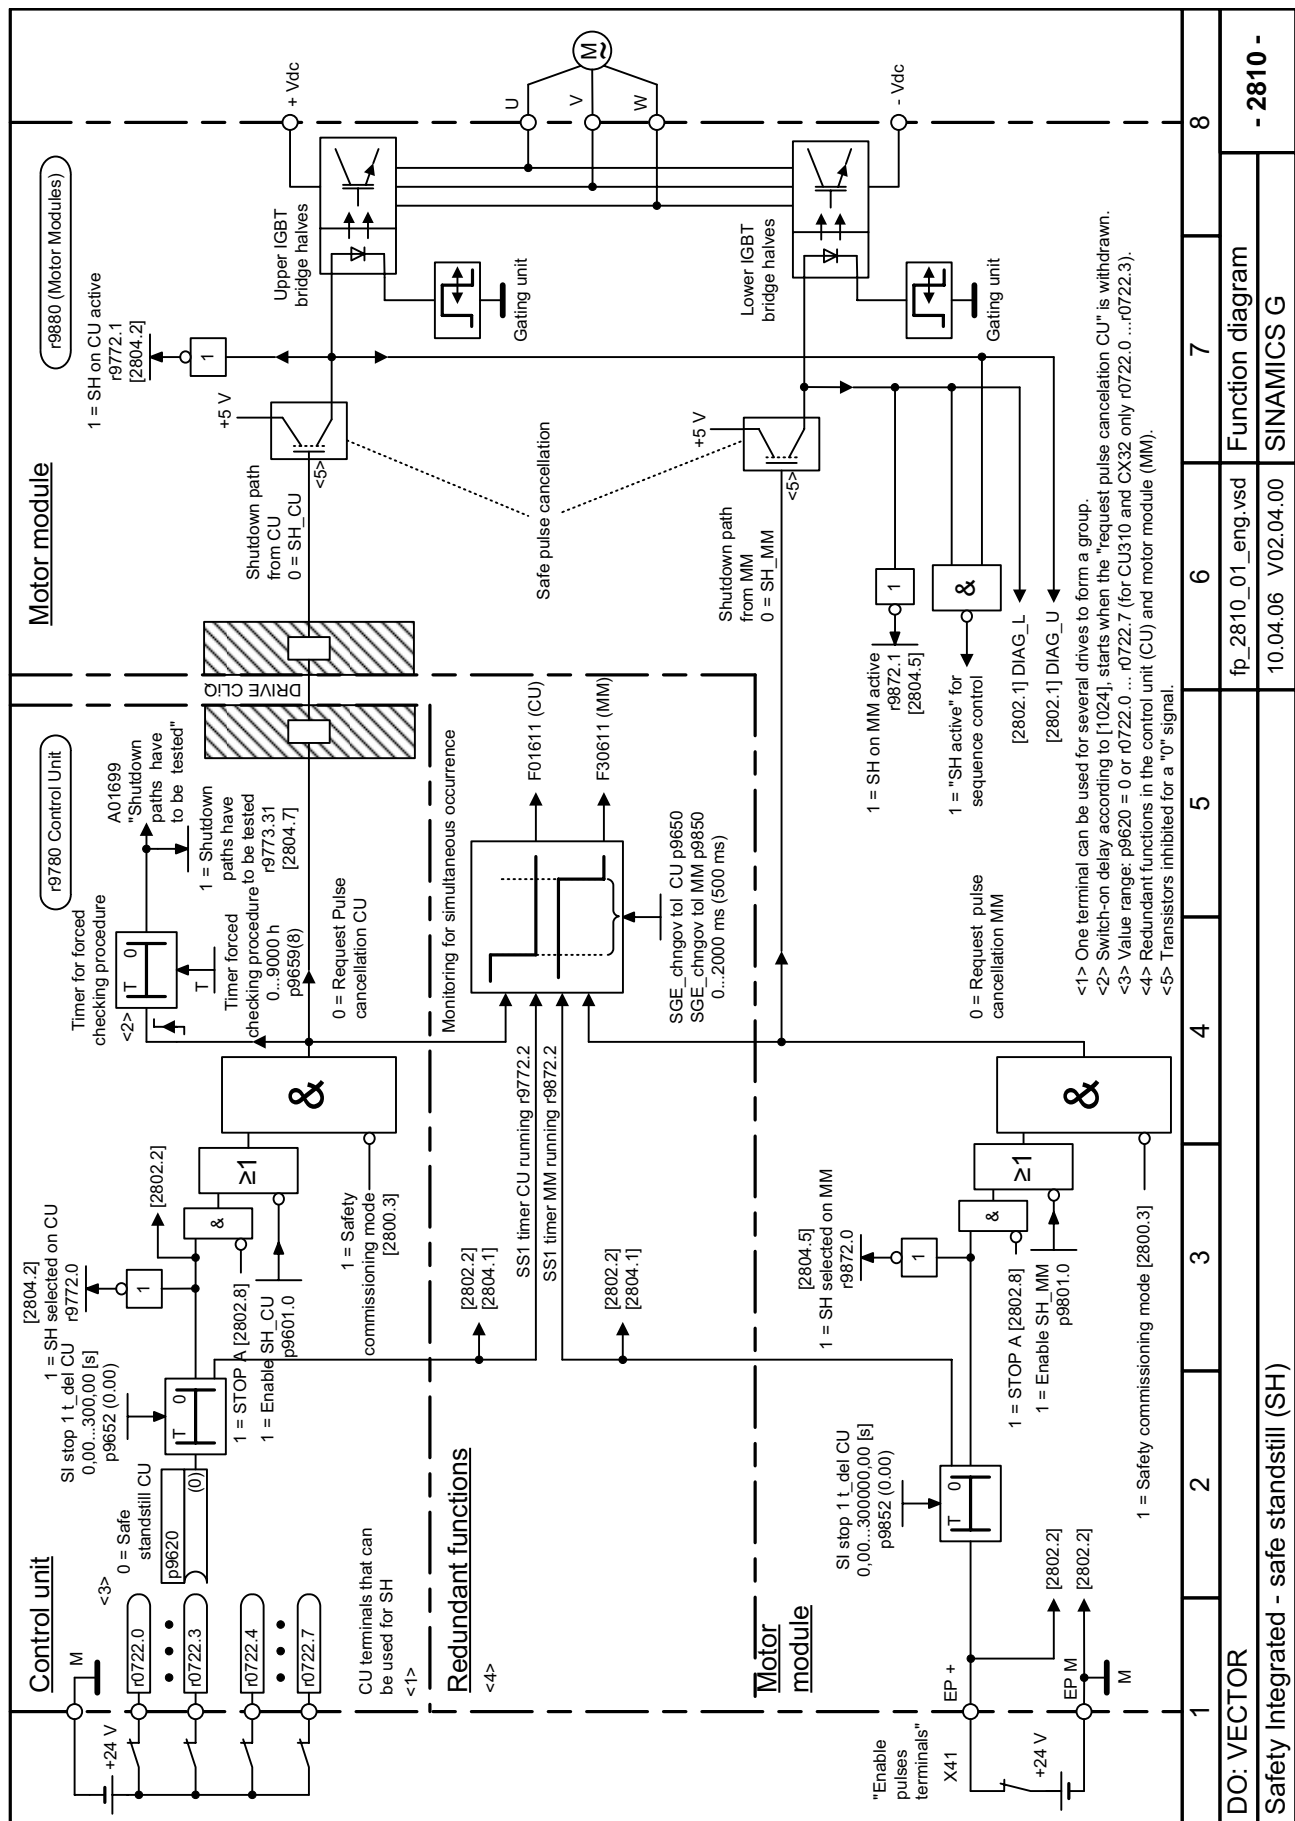 Control unit
M
+24 V
r0722.0
r0722.3
r0722.4
r0722.7
CU terminals that can
be used for SH
<1>
<3>
0 = Safe
standstill CU
p9620
(0)
SI stop 1 t_del CU
0,00...300,00 [s]
p9652 (0.00)
T 0
[2804.2]
1 = SH selected on CU
r9772.0
1
[2802.2]
1 = STOP A [2802.8]
1 = Enable SH_CU
p9601.0
&
≥1
1 = Safety
commissioning mode
[2800.3]
&
Timer for forced
checking procedure
<2>
T 0
T
Timer forced
checking procedure
0...9000 h
p9659(8)
0 = Request Pulse
cancellation CU
r9780 Control Unit
A01699
"Shutdown
paths have
to be tested"
1 = Shutdown
paths have
to be tested
r9773.31
[2804.7]
DRIVE CLiQ
Motor module
Shutdown path
from CU
0 = SH_CU
<5>
+5 V
r9880 (Motor Modules)
1 = SH on CU active
r9772.1
[2804.2]
1
Upper IGBT
bridge halves
Gating unit
+ Vdc
U
V
W
M
~
Safe pulse cancellation
Redundant functions
<4>
[2802.2]
[2804.1]
SS1 timer CU running r9772.2
SS1 timer MM running r9872.2
[2802.2]
[2804.1]
Monitoring for simultaneous occurrence
F01611 (CU)
F30611 (MM)
SGE_chngov tol CU p9650
SGE_chngov tol MM p9850
0...2000 ms (500 ms)
Shutdown path
from MM
0 = SH_MM
<5>
+5 V
Lower IGBT
bridge halves
Gating unit
- Vdc
Motor
module
"Enable
pulses
terminals"
X41
+24 V
EP +
EP M
M
[2802.2]
[2802.2]
SI stop 1 t_del CU
0,00...300000,00 [s]
p9852 (0.00)
T 0
[2804.5]
1 = SH selected on MM
r9872.0
1
1 = STOP A [2802.8]
1 = Enable SH_MM
p9801.0
&
≥1
1 = Safety commissioning mode [2800.3]
&
0 = Request pulse
cancellation MM
1 = SH on MM active
r9872.1
[2804.5]
1
1 = "SH active" for
sequence control
&
[2802.1] DIAG_L
[2802.1] DIAG_U
<1> One terminal can be used for several drives to form a group.
<2> Switch-on delay according to [1024], starts when the "request pulse cancelation CU" is withdrawn.
<3> Value range: p9620 = 0 or r0722.0 ... r0722.7 (for CU310 and CX32 only r0722.0 ...r0722.3).
<4> Redundant functions in the control unit (CU) and motor module (MM).
<5> Transistors inhibited for a "0" signal.
1 2 3 4 5 6 7 8
DO: VECTOR
fp_2810_01_eng.vsd
Function diagram
- 2810 -
Safety Integrated - safe standstill (SH)
10.04.06 V02.04.00
SINAMICS G